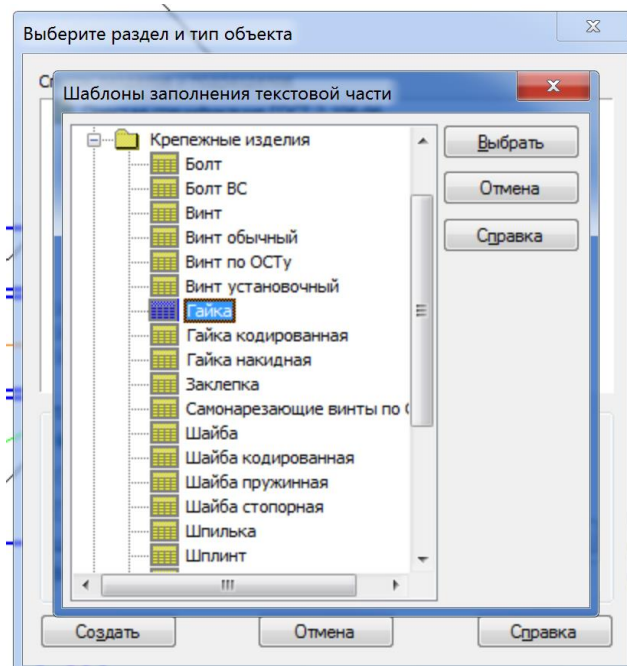 Выберите раздел и тип объекта
Шаблоны заполнения текстовой части
Крепежные изделия
Болт
Болт ВС
Винт
Винт обычный
Винт по ОСТу
Винт установочный
Гайка
Гайка кодированная
Гайка накидная
Заклепка
Самонарезающие винты по
Шайба
Шайба кодированная
Шайба пружинная
Шайба стопорная
Шпилька
Шплинт
Выбрать
Отмена
Справка
Создать
Отмена
Справка